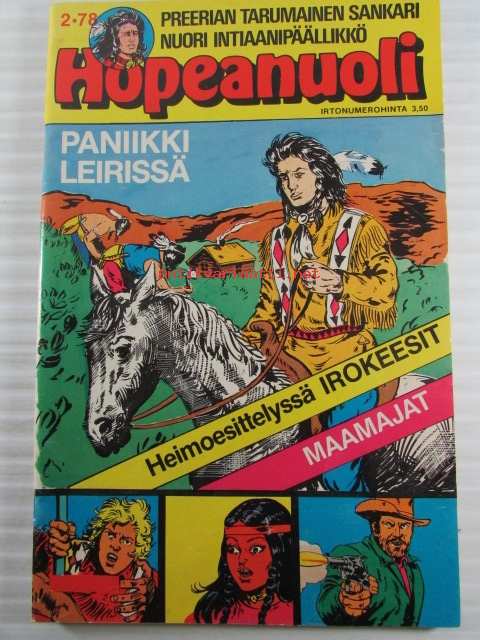 2•78
PREERIAN TARUMAINEN SANKARI
NUORI INTIAANIPÄÄLLIKKÖ
Hopeanuoli
IRTONUMEROHINTA 3,50
PANIIKKI
LEIRISSÄ
Heimoesittelyssä IROKEESIT
MAAMAJAT